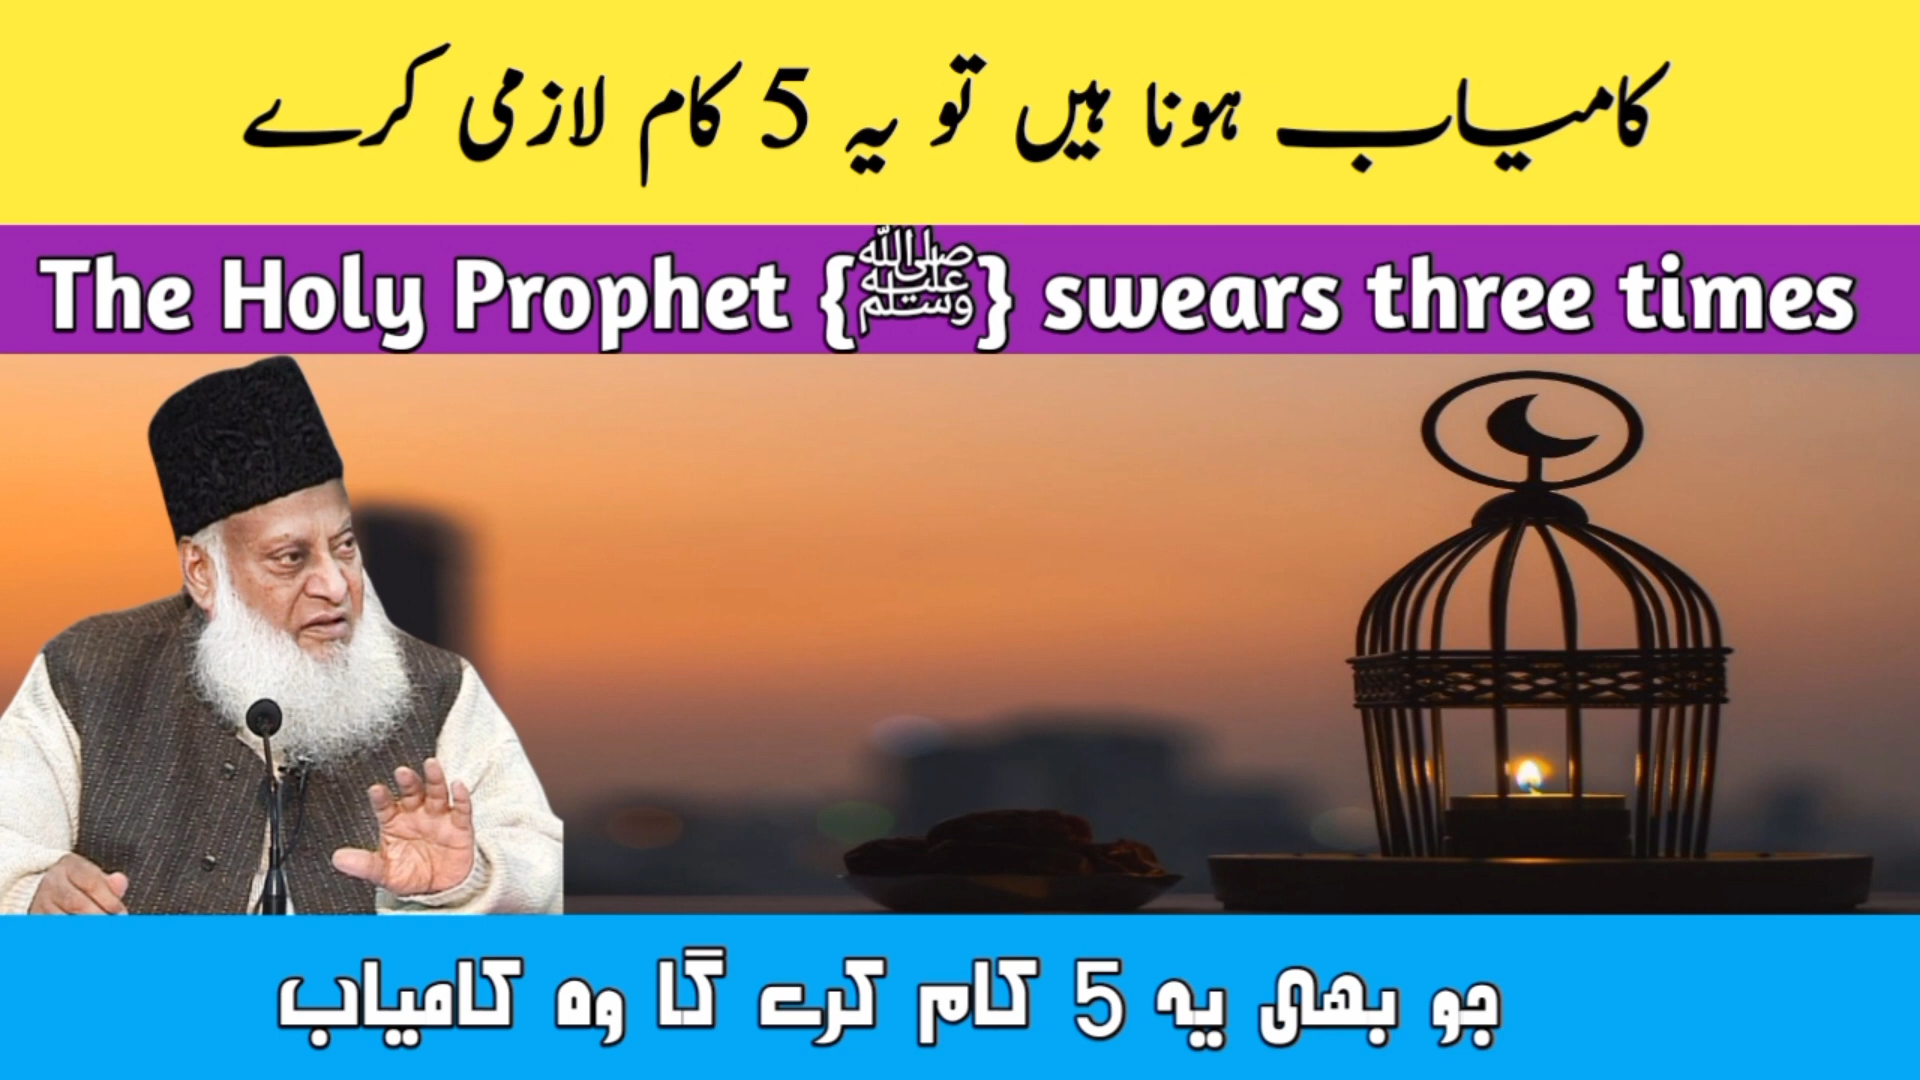 کامیاب ہونا ہیں تو یہ 5 کام لازمی کرے
The Holy Prophet {ﷺ} swears three times
جو بھی یہ 5 کام کرے گا وہ کامیاب